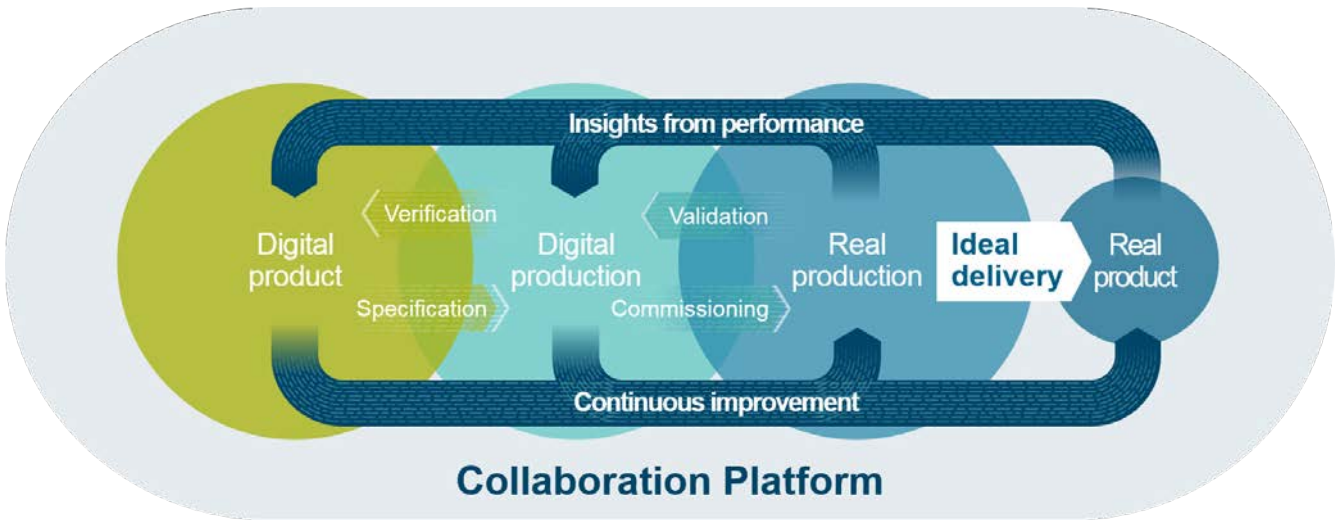 Insights from performance
Verification
Validation
Digital
product
Digital
production
Real
production
Ideal
delivery
Real
product
Specification
Commissioning
Continuous improvement
Collaboration Platform